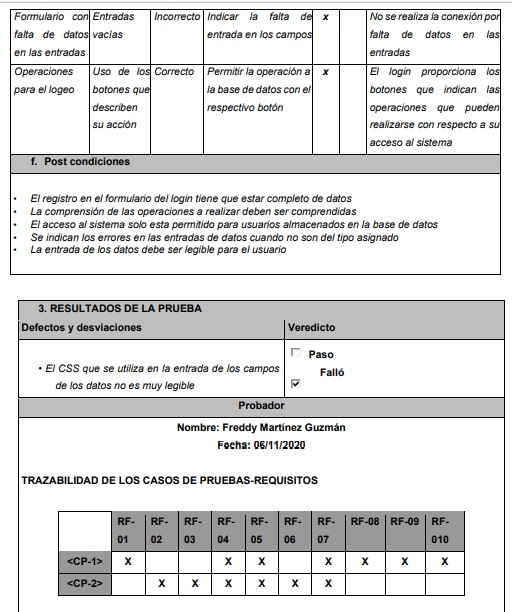 Formulario con Entradas Incorrecto Indicar la falta de x No se realiza la conexión por
falta de datos vacías entrada en los campos falta de datos en las
en las entradas entradas
Operaciones Uso de los Correcto Permitir la operación a x El login proporciona los
para el logeo botones que la base de datos con el botones que indican las
describen respectivo botón operaciones que pueden
su acción realizarse con respecto a su
acceso al sistema
f. Post condiciones
• El registro en el formulario del login tiene que estar completo de datos
• La comprensión de las operaciones a realizar deben ser comprendidas
• El acceso al sistema solo esta permitido para usuarios almacenados en la base de datos
• Se indican los errores en las entradas de datos cuando no son del tipo asignado
• La entrada de los datos debe ser legible para el usuario
3. RESULTADOS DE LA PRUEBA
Defectos y desviaciones Veredicto
Paso
• El CSS que se utiliza en la entrada de los campos Falló
de los datos no es muy legible
Probador
Nombre: Freddy Martínez Guzmán
Fecha: 06/11/2020
TRAZABILIDAD DE LOS CASOS DE PRUEBAS-REQUISITOS
RF- RF- RF- RF- RF- RF- RF- RF-08 RF-09 RF-
01 02 03 04 05 06 07 010
<CP-1> X X X X X X X
<CP-2> X X X X X X